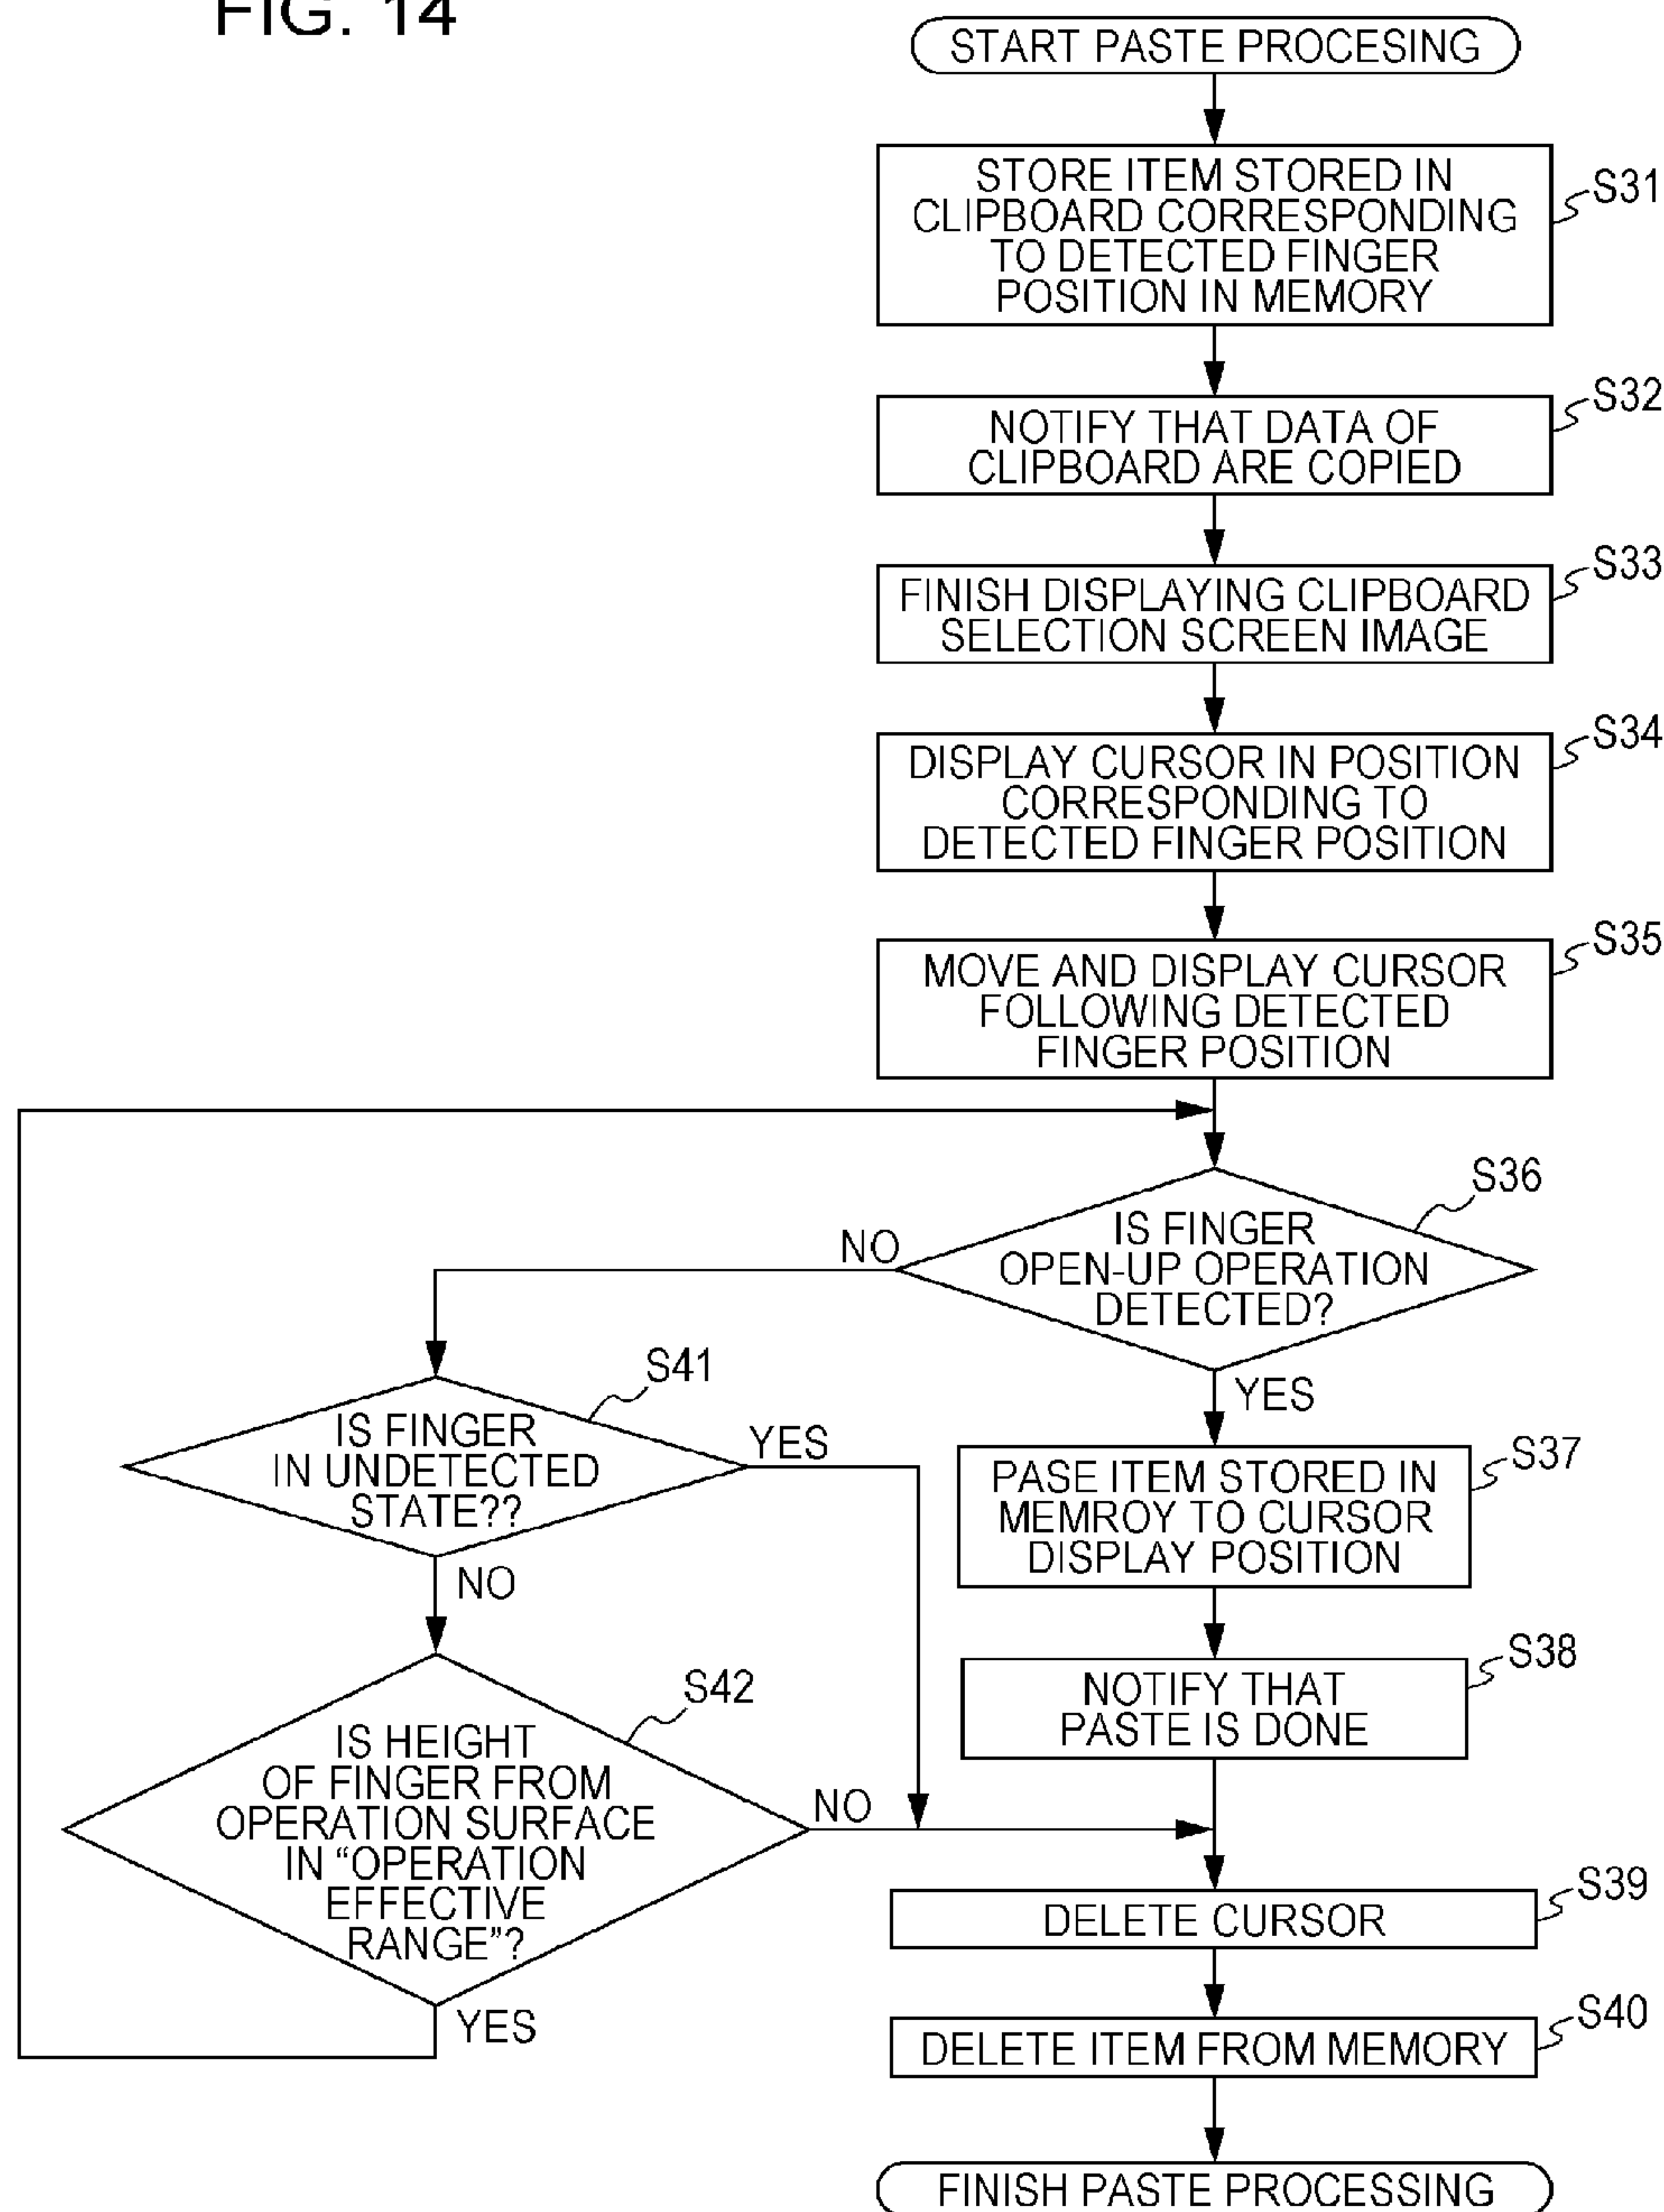 FIG. 14
START PASTE PROCESING
STORE ITEM STORED IN
CLIPBOARD CORRESPONDING
TO DETECTED FINGER
POSITION IN MEMORY
S31
NOTIFY THAT DATA OF
CLIPBOARD ARE COPIED
S32
FINISH DISPLAYING CLIPBOARD
SELECTION SCREEN IMAGE
S33
DISPLAY CURSOR IN POSITION
CORRESPONDING TO
DETECTED FINGER POSITION
S34
MOVE AND DISPLAY CURSOR
FOLLOWING DETECTED
FINGER POSITION
S35
IS FINGER
OPEN-UP OPERATION
DETECTED?
S36
NO
YES
IS FINGER
IN UNDETECTED
STATE??
S41
YES
NO
PASE ITEM STORED IN
MEMROY TO CURSOR
DISPLAY POSITION
S37
NOTIFY THAT
PASTE IS DONE
S38
IS HEIGHT
OF FINGER FROM
OPERATION SURFACE
IN “OPERATION
EFFECTIVE
RANGE”?
S42
NO
YES
DELETE CURSOR
S39
DELETE ITEM FROM MEMORY
S40
FINISH PASTE PROCESSING